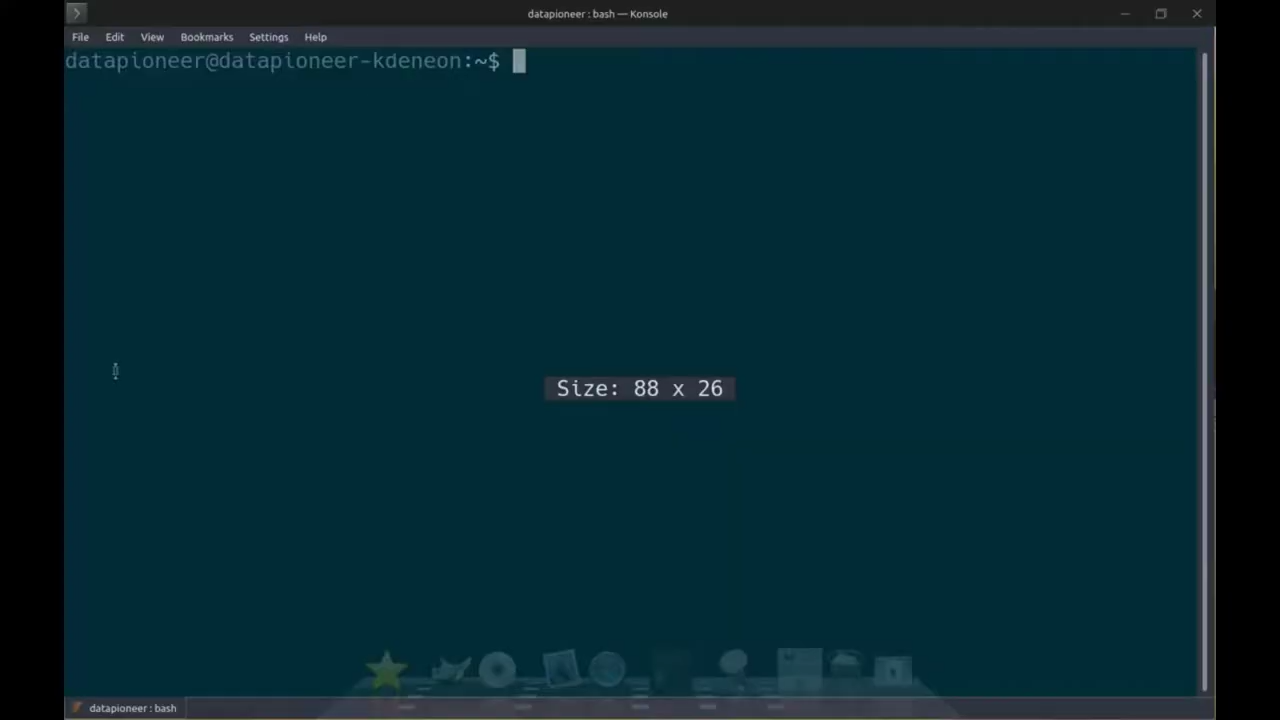 datapioneer : bash — Konsole
File Edit View Bookmarks Settings Help
datapioneer@datapioneer-kdeneon:~$
Size: 88 x 26
datapioneer : bash